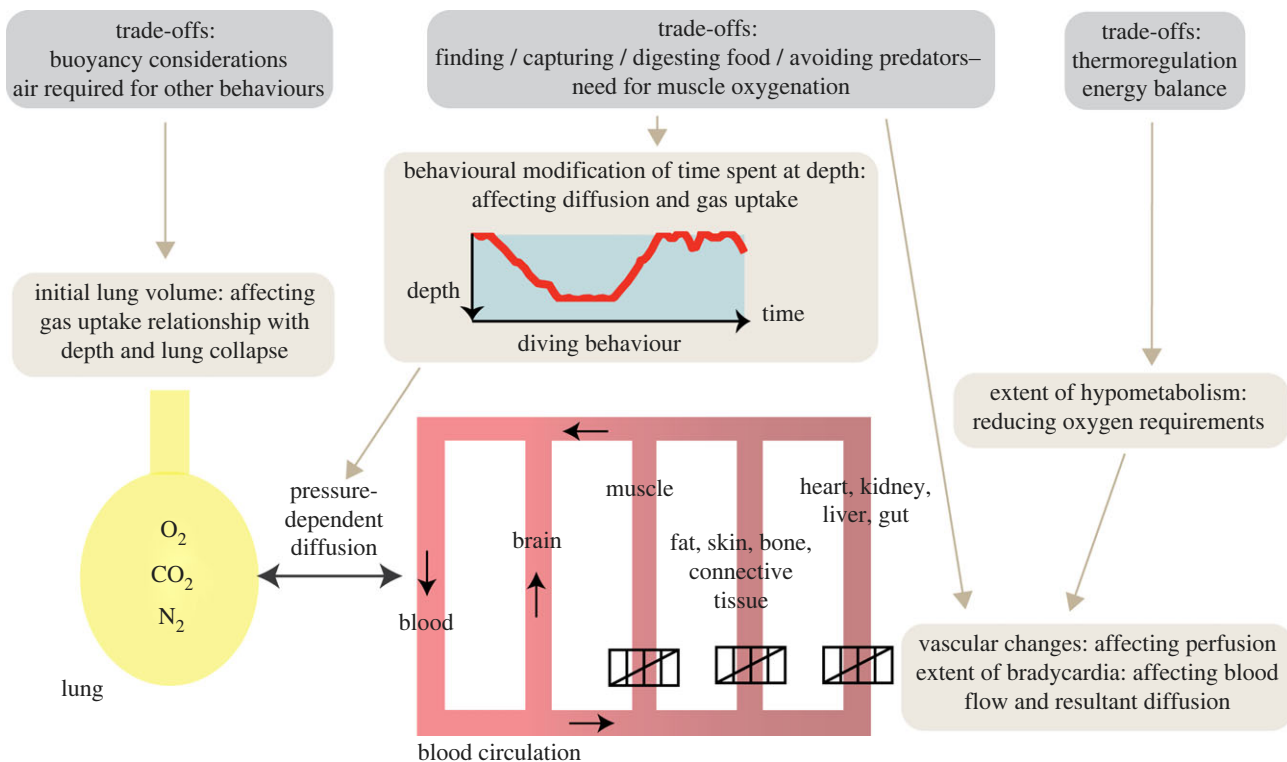 trade-offs:
buoyancy considerations
air required for other behaviours
trade-offs:
finding / capturing / digesting food / avoiding predators–
need for muscle oxygenation
trade-offs:
thermoregulation
energy balance
behavioural modification of time spent at depth:
affecting diffusion and gas uptake
depth
time
diving behaviour
initial lung volume: affecting
gas uptake relationship with
depth and lung collapse
extent of hypometabolism:
reducing oxygen requirements
O₂
CO₂
N₂
lung
pressure-
dependent
diffusion
blood
brain
muscle
fat, skin, bone,
connective
tissue
heart, kidney,
liver, gut
vascular changes: affecting perfusion
extent of bradycardia: affecting blood
flow and resultant diffusion
blood circulation